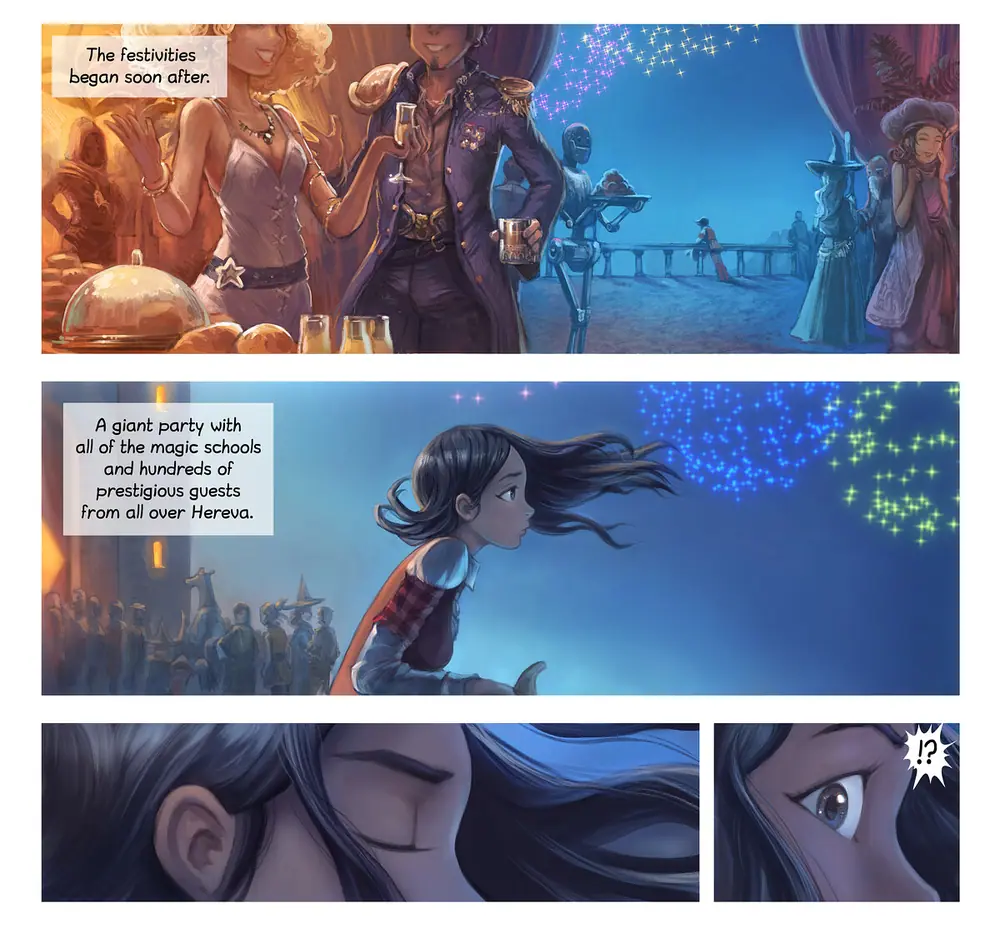 The festivities
began soon after.
A giant party with
all of the magic schools
and hundreds of
prestigious guests
from all over Hereva.
!?